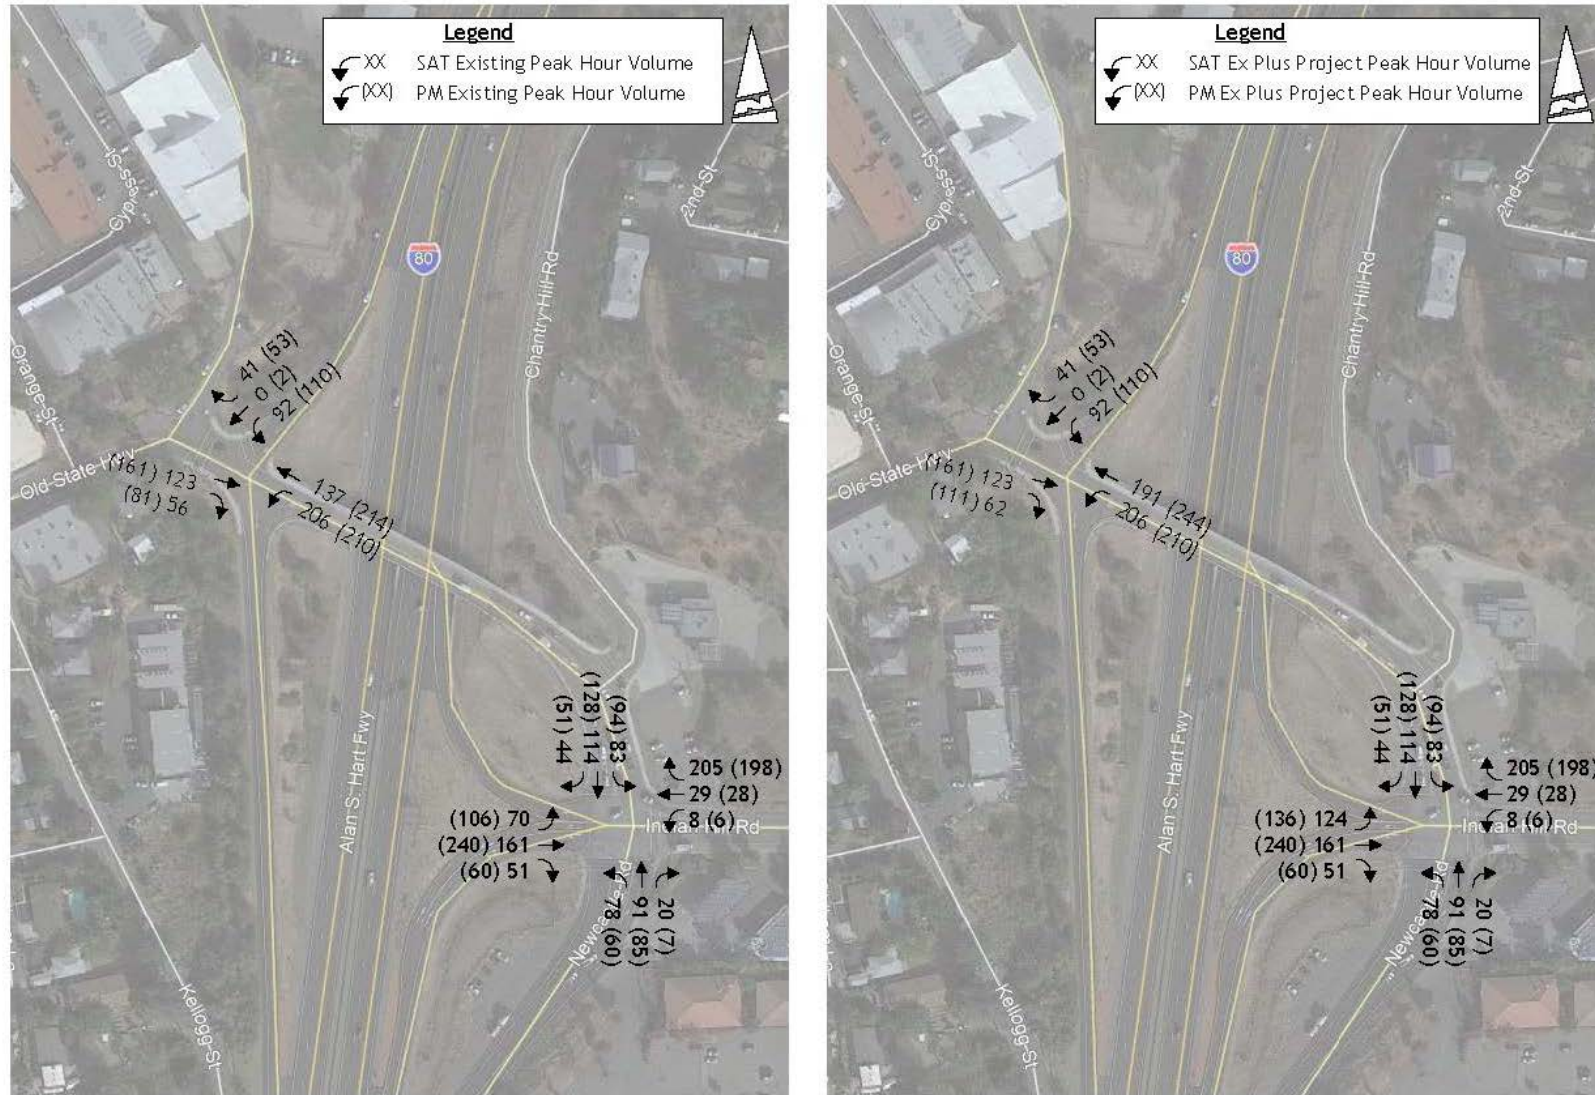 Legend
XX SAT Existing Peak Hour Volume
(XX) PM Existing Peak Hour Volume
Cypress-St
2nd-St
80
Chantry Hill-Rd
Orange-St
41 (53)
0 (2)
92 (110)
Old-State Hwy
(161) 123
(81) 56
137 (214)
206 (210)
Alan S. Hart Fwy
(51) 44
(128) 114
(94) 83
205 (198)
29 (28)
8 (6)
Indian Hill Rd
(106) 70
(240) 161
(60) 51
78 (60)
91 (85)
20 (7)
Newcastle-Rd
Kellogg-St
Legend
XX SAT Ex Plus Project Peak Hour Volume
(XX) PM Ex Plus Project Peak Hour Volume
Cypress-St
2nd-St
80
Chantry Hill-Rd
Orange-St
41 (53)
0 (2)
92 (110)
Old-State Hwy
(161) 123
(111) 62
191 (244)
206 (210)
Alan S. Hart Fwy
(51) 44
(128) 114
(94) 83
205 (198)
29 (28)
8 (6)
Indian Hill Rd
(136) 124
(240) 161
(60) 51
78 (60)
91 (85)
20 (7)
Newcastle-Rd
Kellogg-St